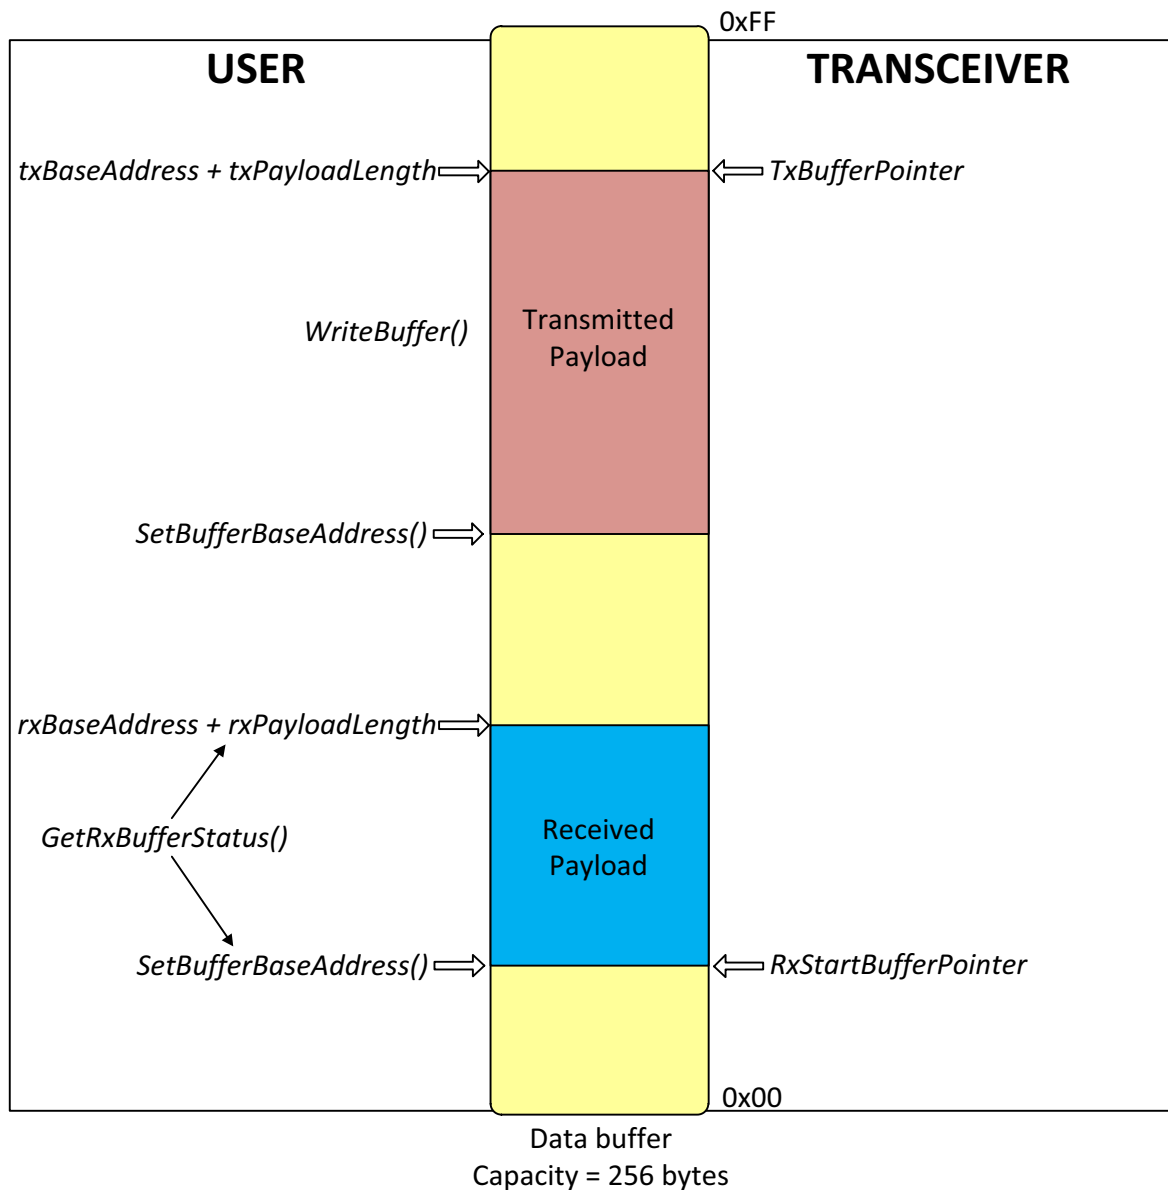 0xFF
USER
TRANSCEIVER
txBaseAddress + txPayloadLength
TxBufferPointer
WriteBuffer()
Transmitted
Payload
SetBufferBaseAddress()
rxBaseAddress + rxPayloadLength
GetRxBufferStatus()
Received
Payload
SetBufferBaseAddress()
RxStartBufferPointer
0x00
Data buffer
Capacity = 256 bytes